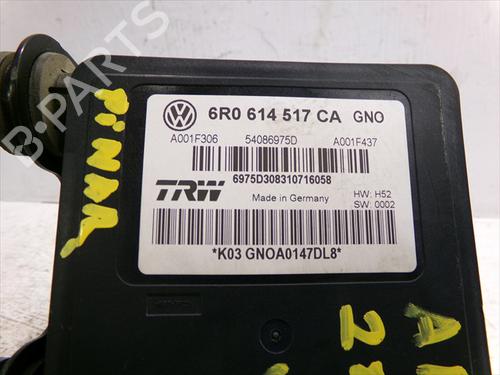 6R0 614 517 CA GNO
A001F306 54086975D A001F437
6975D308310716058
TRW
Made in Germany
HW: H52
SW: 0002
*K03 GNOA0147DL8*
PiNAR
B-Parts